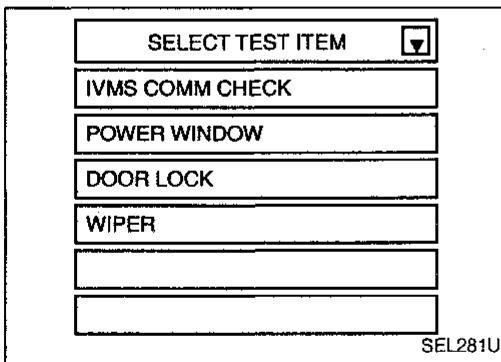 SELECT TEST ITEM
IVMS COMM CHECK
POWER WINDOW
DOOR LOCK
WIPER
SEL281U